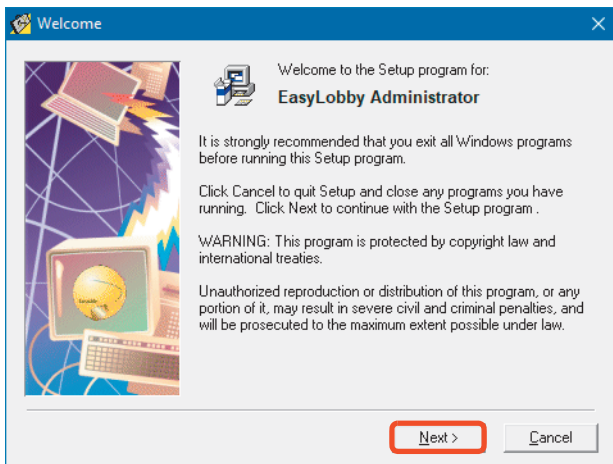 Welcome
Welcome to the Setup program for:
EasyLobby Administrator
It is strongly recommended that you exit all Windows programs
before running this Setup program.
Click Cancel to quit Setup and close any programs you have
running.  Click Next to continue with the Setup program .
WARNING: This program is protected by copyright law and
international treaties.
Unauthorized reproduction or distribution of this program, or any
portion of it, may result in severe civil and criminal penalties, and
will be prosecuted to the maximum extent possible under law.
Next >
Cancel